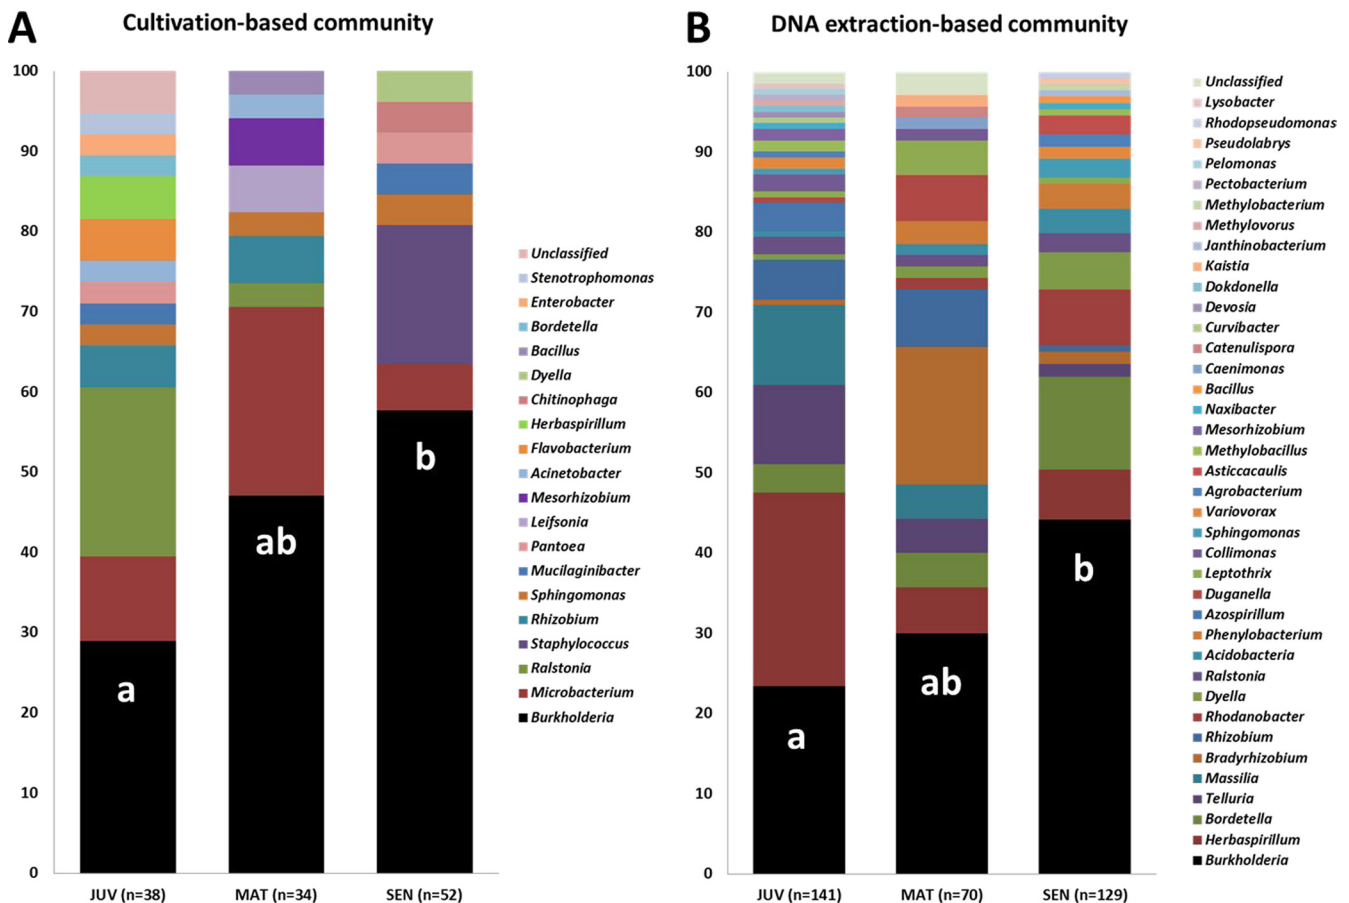 A
Cultivation-based community
100
90
80
70
60
50
40
30
20
10
0
a
ab
b
JUV (n=38)
MAT (n=34)
SEN (n=52)
Unclassified
Stenotrophomonas
Enterobacter
Bordetella
Bacillus
Dyella
Chitinophaga
Herbaspirillum
Flavobacterium
Acinetobacter
Mesorhizobium
Leifsonia
Pantoea
Mucilaginibacter
Sphingomonas
Rhizobium
Staphylococcus
Ralstonia
Microbacterium
Burkholderia
B
DNA extraction-based community
100
90
80
70
60
50
40
30
20
10
0
a
ab
b
JUV (n=141)
MAT (n=70)
SEN (n=129)
Unclassified
Lysobacter
Rhodopseudomonas
Pseudolabrys
Pelomonas
Pectobacterium
Methylobacterium
Methylovorus
Janthinobacterium
Kaistia
Dokdonella
Devosia
Curvibacter
Catenulispora
Caenimonas
Bacillus
Naxibacter
Mesorhizobium
Methylobacillus
Asticcacaulis
Agrobacterium
Variovorax
Sphingomonas
Collimonas
Leptothrix
Duganella
Azospirillum
Phenylobacterium
Acidobacteria
Ralstonia
Dyella
Rhodanobacter
Rhizobium
Bradyrhizobium
Massilia
Telluria
Bordetella
Herbaspirillum
Burkholderia